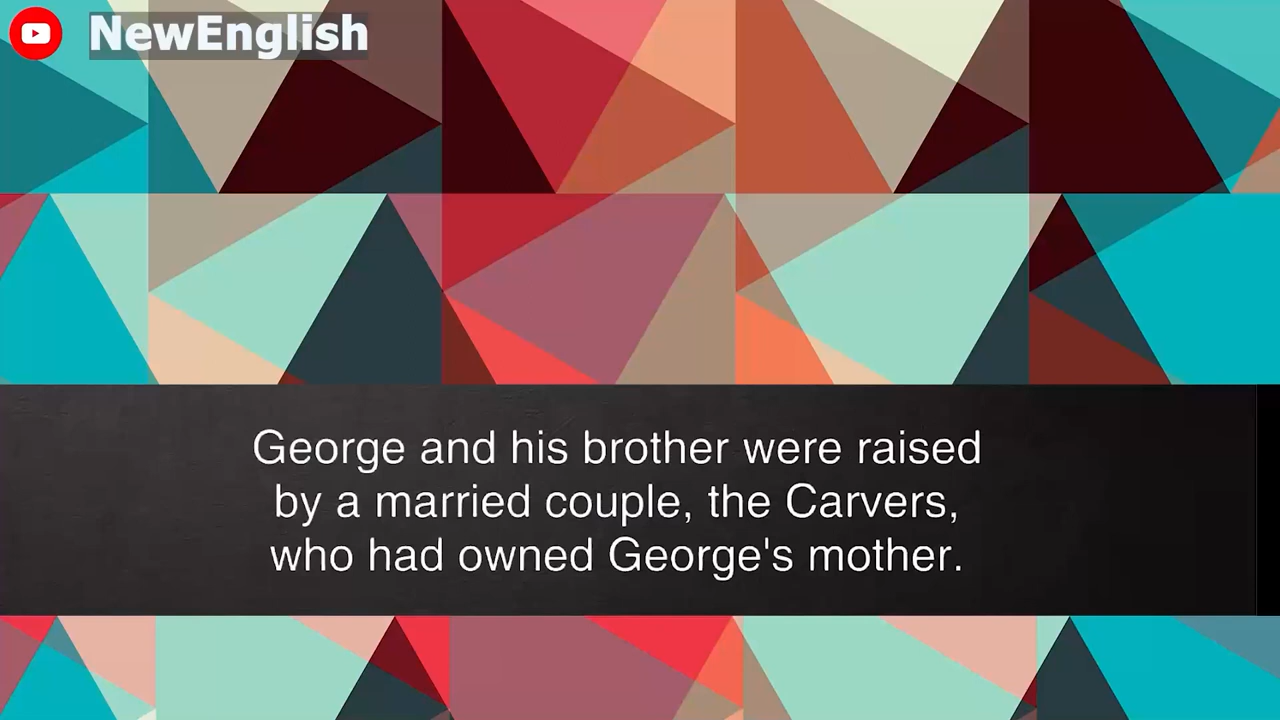 NewEnglish
George and his brother were raised
by a married couple, the Carvers,
who had owned George's mother.